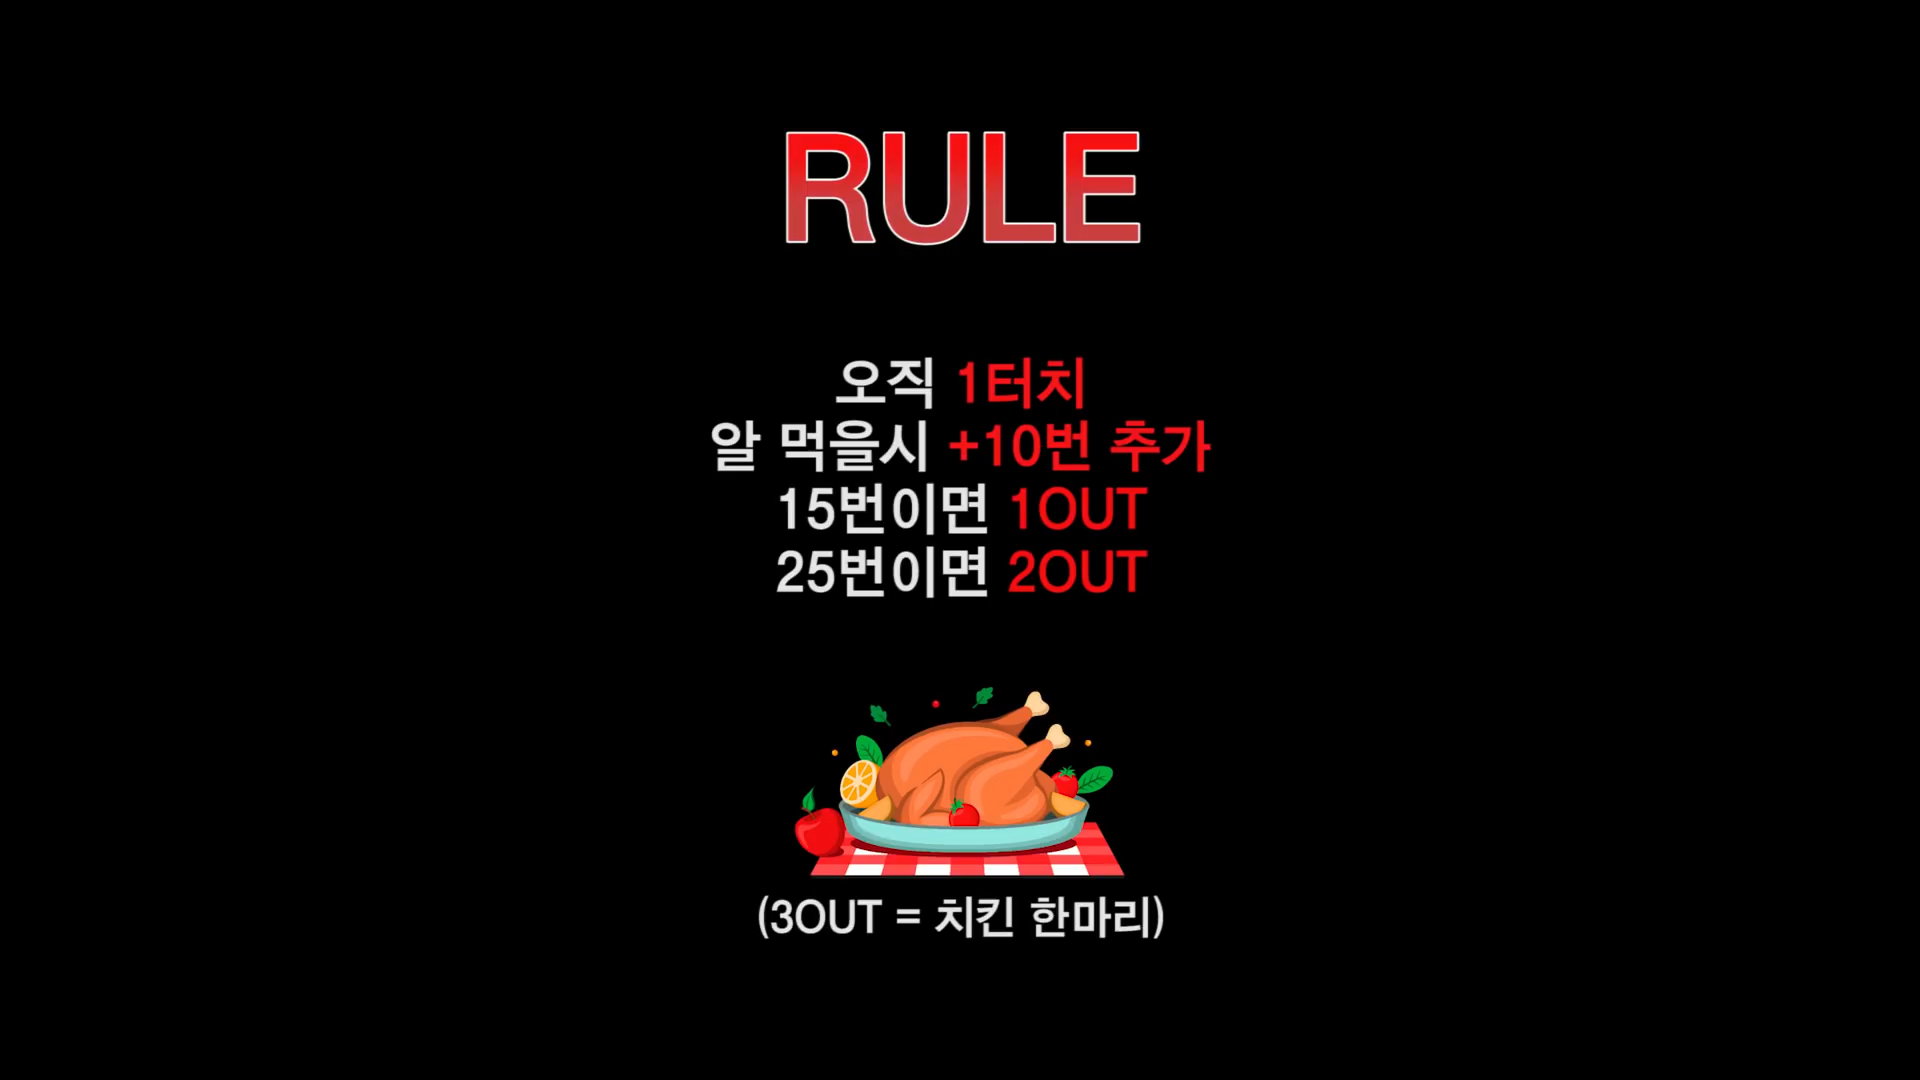 RULE
오직 1터치
알 먹을시 +10번 추가
15번이면 1OUT
25번이면 2OUT
(3OUT = 치킨 한마리)